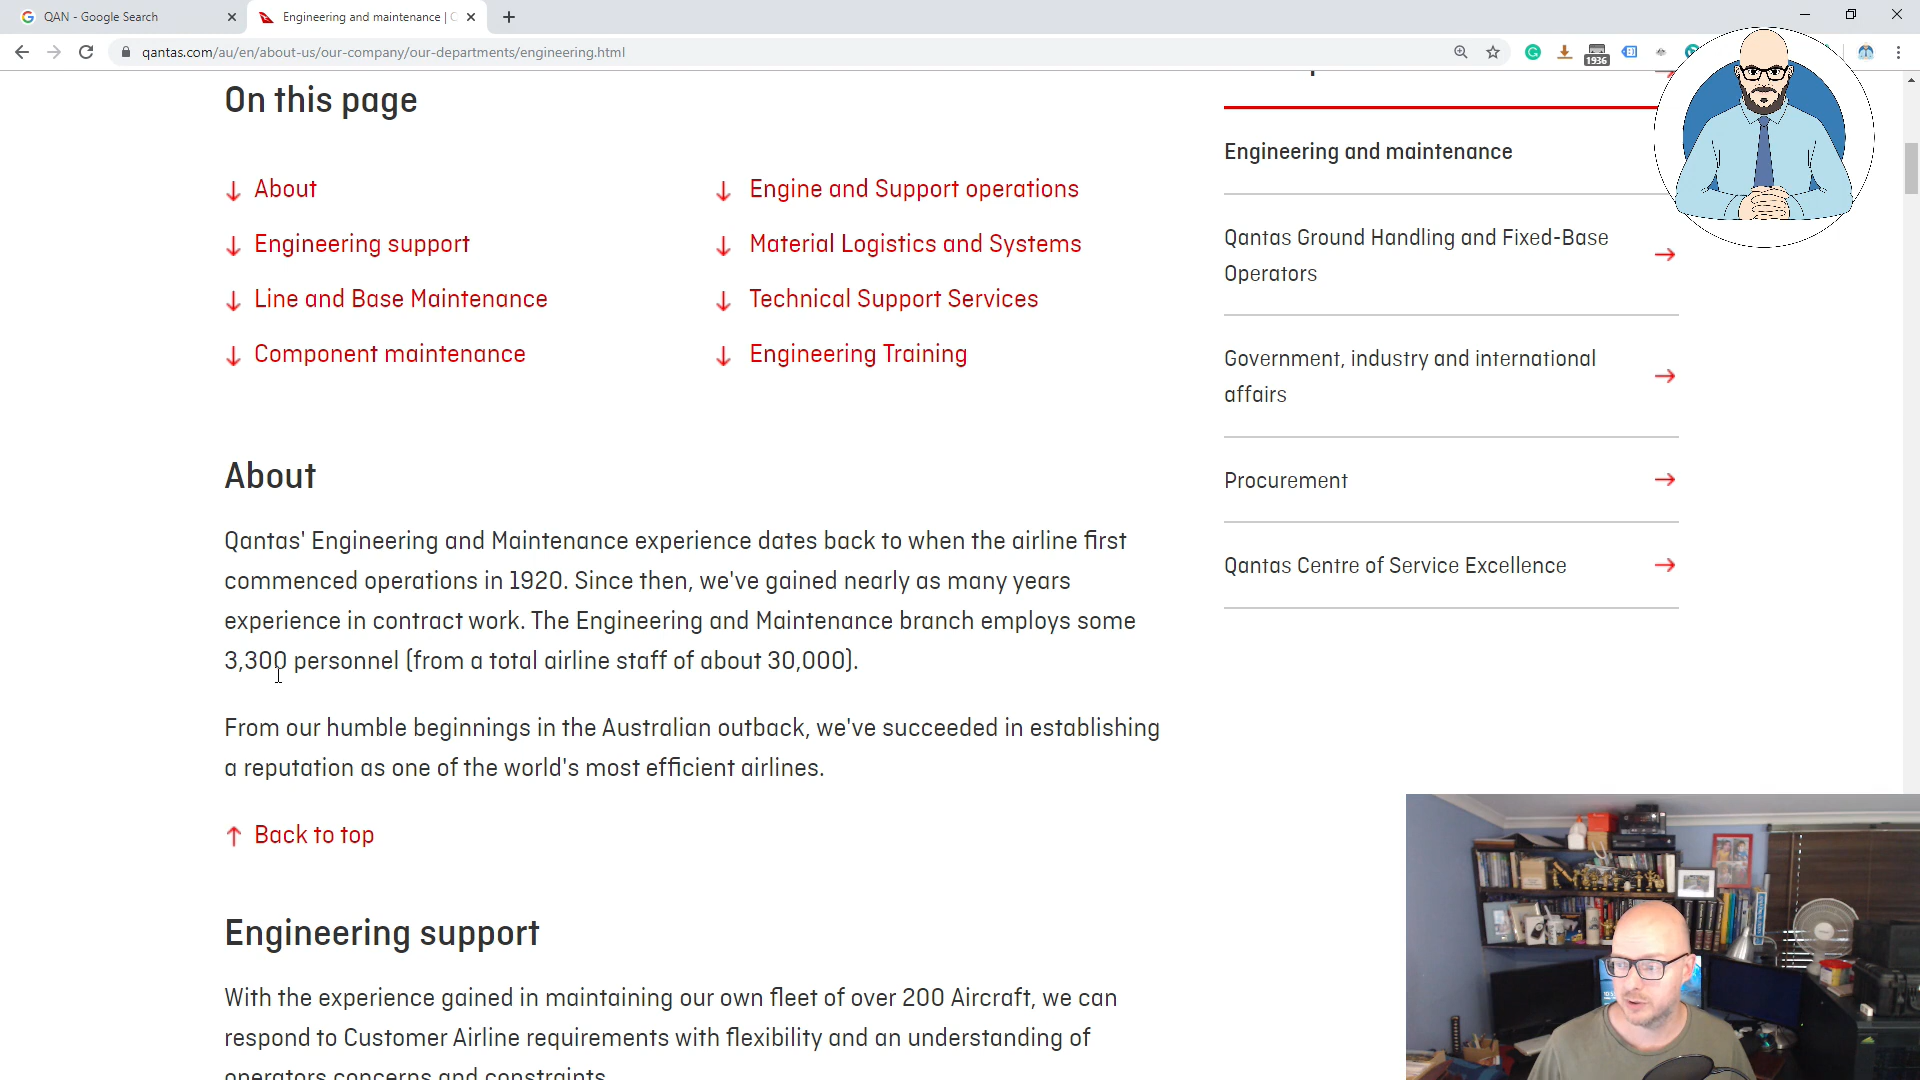 QAN - Google Search
Engineering and maintenance |
qantas.com/au/en/about-us/our-company/our-departments/engineering.html
1936
On this page
About
Engineering support
Line and Base Maintenance
Component maintenance
Engine and Support operations
Material Logistics and Systems
Technical Support Services
Engineering Training
About
Qantas' Engineering and Maintenance experience dates back to when the airline first
commenced operations in 1920. Since then, we've gained nearly as many years
experience in contract work. The Engineering and Maintenance branch employs some
3,300 personnel (from a total airline staff of about 30,000).
From our humble beginnings in the Australian outback, we've succeeded in establishing
a reputation as one of the world's most efficient airlines.
Back to top
Engineering support
With the experience gained in maintaining our own fleet of over 200 Aircraft, we can
respond to Customer Airline requirements with flexibility and an understanding of
operators concerns and constraints.
Engineering and maintenance
Qantas Ground Handling and Fixed-Base
Operators
Government, industry and international
affairs
Procurement
Qantas Centre of Service Excellence